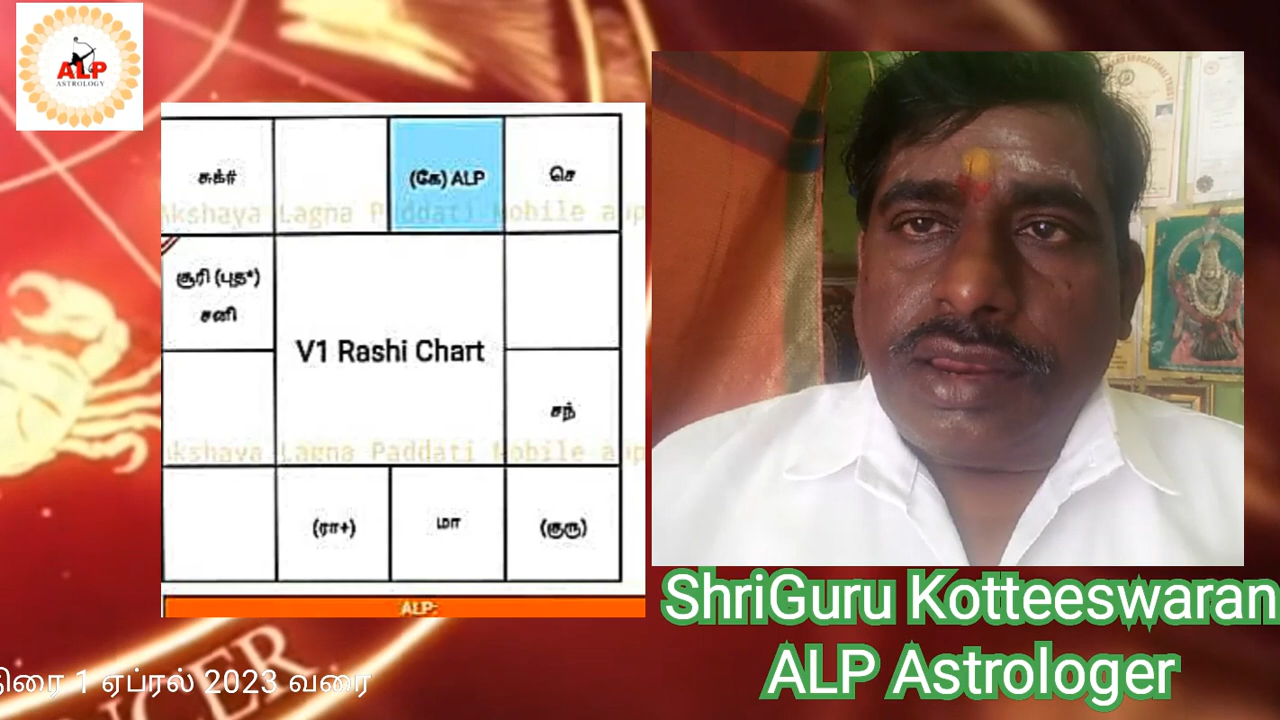 ALP
ASTROLOGY
சுக்#
(கே) ALP
செ
Akshaya Lagna Paddati Mobile app
சூரி (புத*)
சனி
V1 Rashi Chart
சந்
Akshaya Lagna Paddati Mobile app
(ரா+)
மா
(குரு)
ALP:
ShriGuru Kotteeswaran
ALP Astrologer
1 ஏப்ரல் 2023 வரை